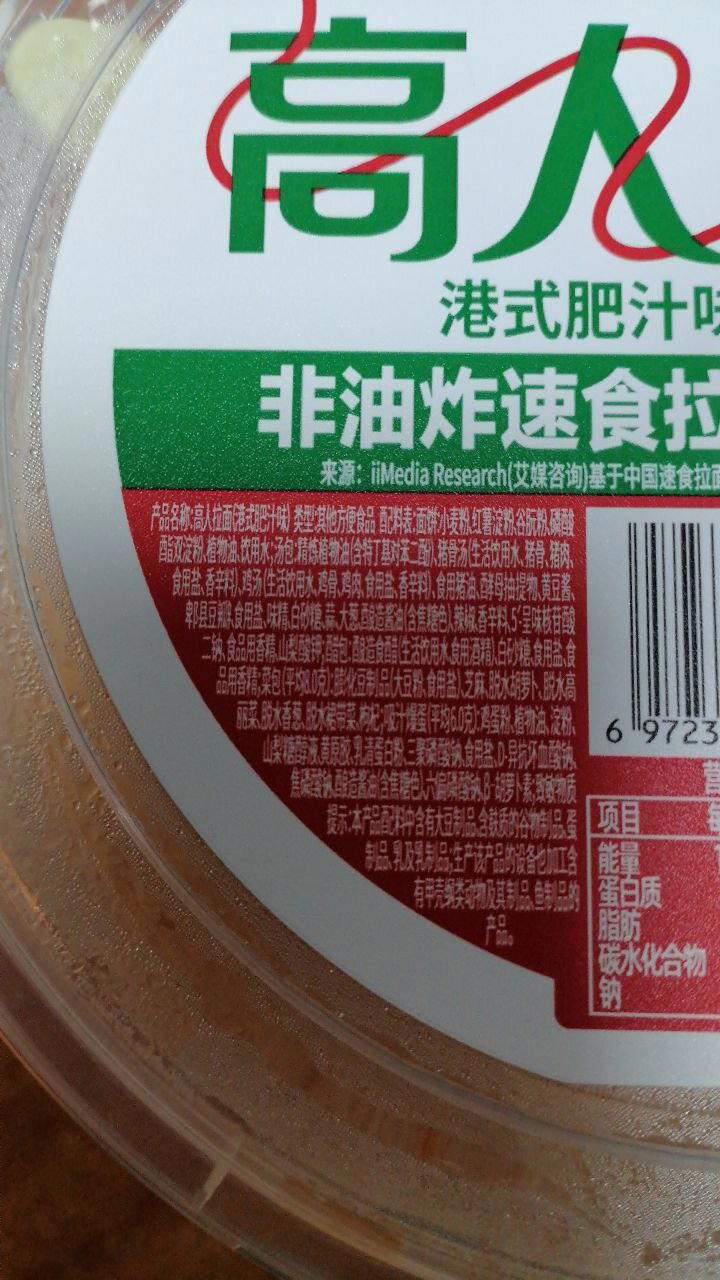 高人
港式肥汁味
非油炸速食拉
来源：iiMedia Research(艾媒咨询)基于中国速食拉面
产品名称:高人拉面(港式肥汁味) 类型:其他方便食品 配料表:面饼:小麦粉,红薯淀粉,谷朊粉,磷酸
酯双淀粉,植物油,饮用水;汤包:精炼植物油(含特丁基对苯二酚),猪骨汤(生活饮用水、猪骨、猪肉、
食用盐、香辛料)、鸡汤(生活饮用水、鸡骨、鸡肉、食用盐、香辛料)、食用猪油、酵母抽提物、黄豆酱、
郫县豆瓣,食用盐、味精,白砂糖,蒜,大葱,酿造酱油(含焦糖色),辣椒,香辛料,5'-呈味核苷酸
二钠,食品用香精,山梨酸钾;醋包:酿造食醋(生活饮用水,食用酒精),白砂糖,食用盐,食
品用香精;菜包(平均8.0克):膨化豆制品(大豆粉,食用盐),芝麻,脱水胡萝卜、脱水高
丽菜,脱水香葱,脱水裙带菜,枸杞;吸汁爆蛋(平均6.0克):鸡蛋粉,植物油、淀粉,
山梨糖醇液,黄原胶,乳清蛋白粉,三聚磷酸钠,食用盐,D-异抗坏血酸钠,
焦磷酸钠,酿造酱油(含焦糖色),六偏磷酸钠,β-胡萝卜素;致敏物质
提示:本产品配料中含有大豆制品、含麸质的谷物制品、蛋
制品、乳及乳制品;生产该产品的设备也加工含
有甲壳纲类动物及其制品、鱼制品的
产品。
6 9723
项目
能量
蛋白质
脂肪
碳水化合物
钠